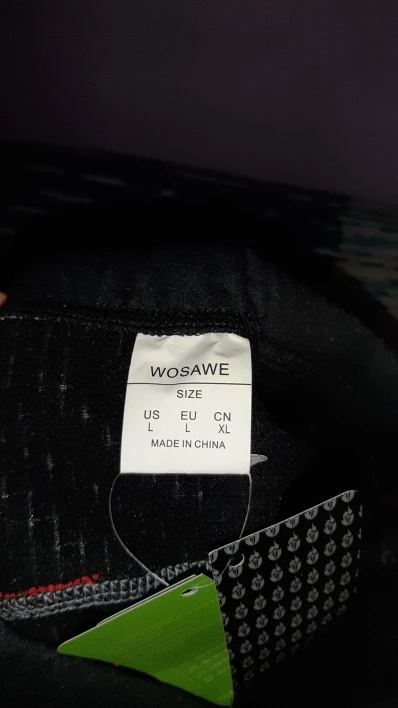 WOSAWE
SIZE
US EU CN
L L XL
MADE IN CHINA